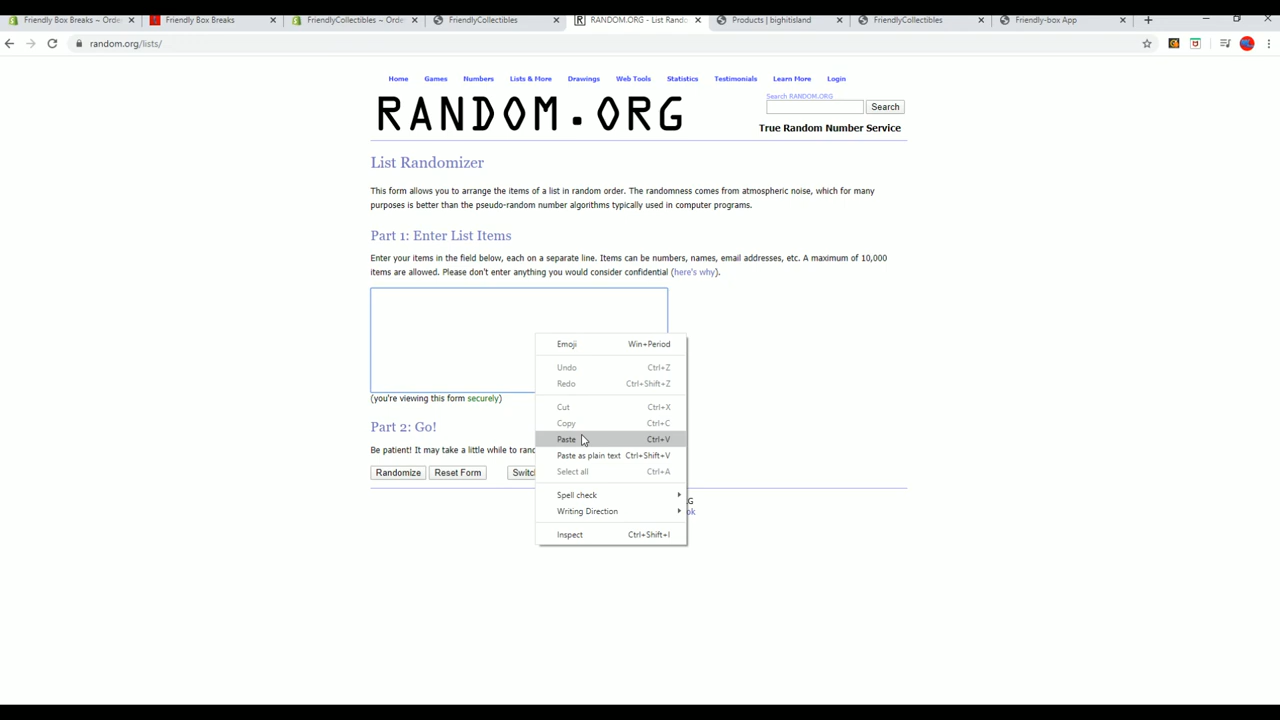 Friendly Box Breaks ~ Orde
Friendly Box Breaks
FriendlyCollectibles ~ Orde
FriendlyCollectibles
RANDOM.ORG - List Rando
Products | bighitisland
FriendlyCollectibles
Friendly-box App
random.org/lists/
Home Games Numbers Lists & More Drawings Web Tools Statistics Testimonials Learn More Login
RANDOM.ORG
Search RANDOM.ORG
Search
True Random Number Service
List Randomizer
This form allows you to arrange the items of a list in random order. The randomness comes from atmospheric noise, which for many
purposes is better than the pseudo-random number algorithms typically used in computer programs.
Part 1: Enter List Items
Enter your items in the field below, each on a separate line. Items can be numbers, names, email addresses, etc. A maximum of 10,000
items are allowed. Please don't enter anything you would consider confidential (here's why).
(you're viewing this form securely)
Part 2: Go!
Be patient! It may take a little while to rand
Randomize Reset Form Switc
G
ok
Emoji Win+Period
Undo Ctrl+Z
Redo Ctrl+Shift+Z
Cut Ctrl+X
Copy Ctrl+C
Paste Ctrl+V
Paste as plain text Ctrl+Shift+V
Select all Ctrl+A
Spell check
Writing Direction
Inspect Ctrl+Shift+I